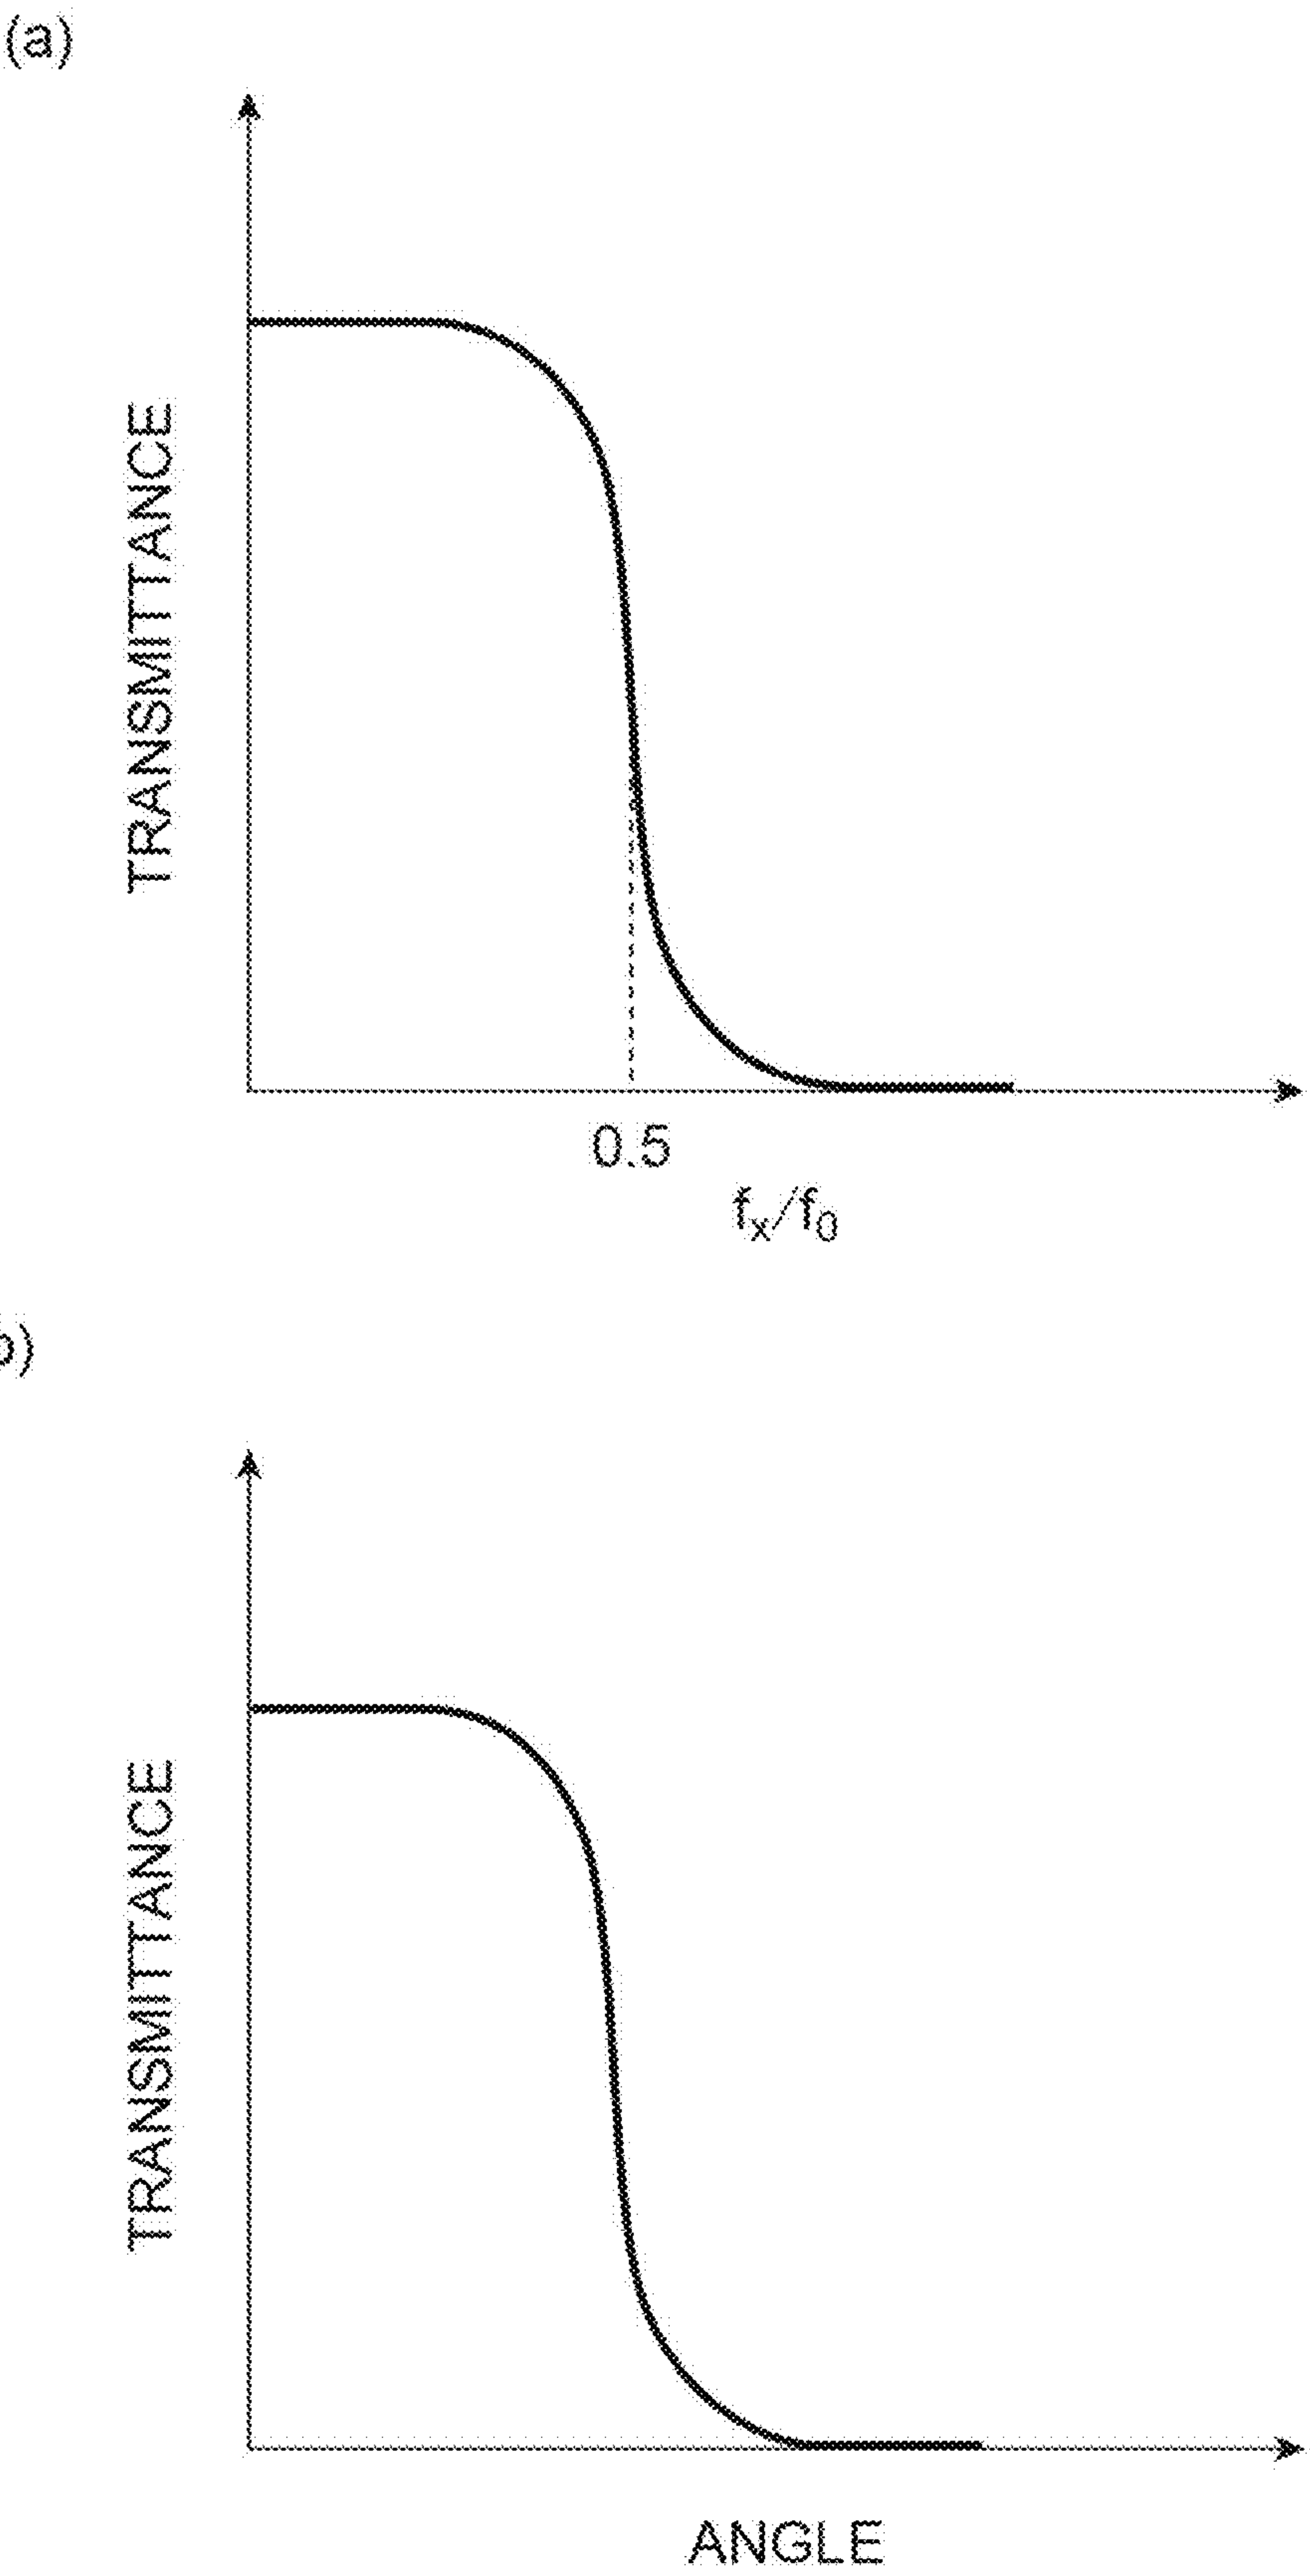 (a)
TRANSMITTANCE
0.5
fₓ/f₀
b)
TRANSMITTANCE
ANGLE